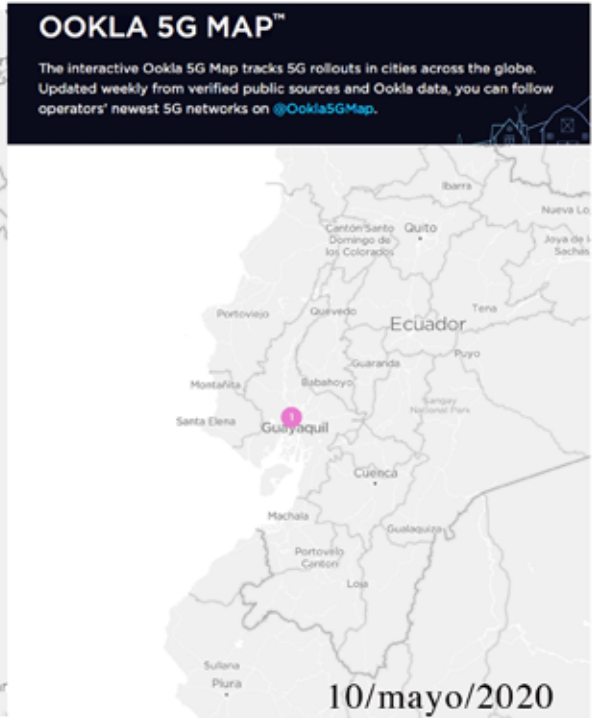 OOKLA 5G MAP™
The interactive Ookla 5G Map tracks 5G rollouts in cities across the globe.
Updated weekly from verified public sources and Ookla data, you can follow
operators' newest 5G networks on @Ookla5GMap.
Ibarra
Nueva Lo
Cantón Santo
Domingo de
los Colorados
Quito
Joya de l
Sachas
Portoviejo
Quevedo
Tena
Ecuador
Guaranda
Puyo
Montañita
Babahoyo
Sangay
National Park
1
Santa Elena
Guayaquil
Cuenca
Machala
Gualaquiza
Portovelo
Canton
Loja
Sullana
Piura
10/mayo/2020